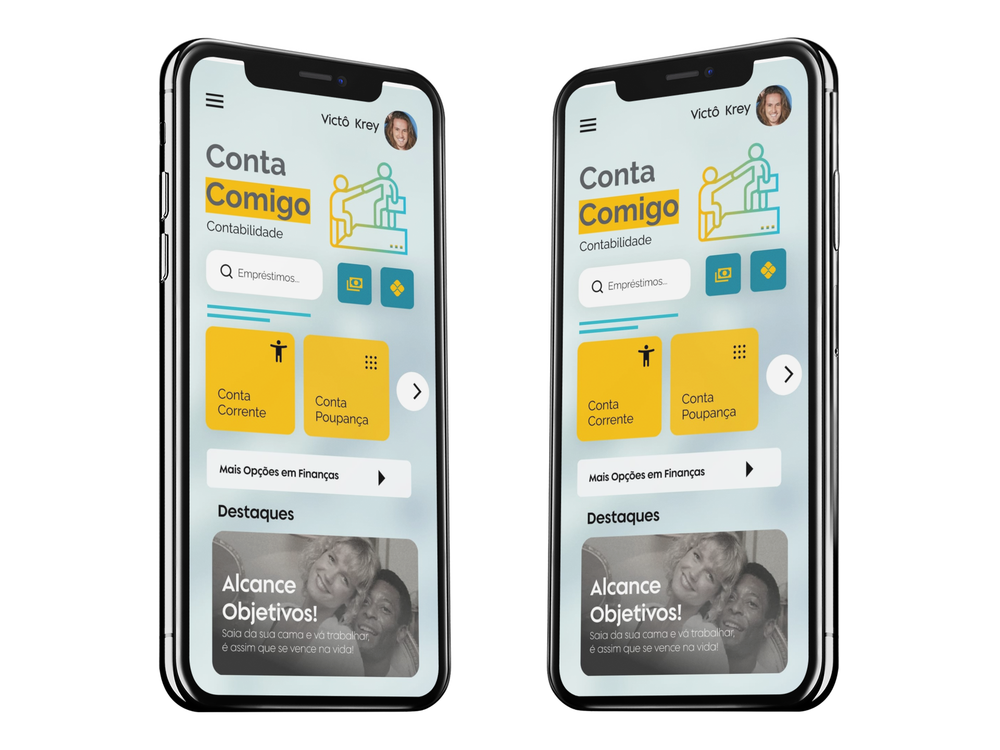 Victô Krey
Conta
Comigo
Contabilidade
Empréstimos...
Conta
Corrente
Conta
Poupança
Mais Opções em Finanças
Destaques
Alcance
Objetivos!
Saia da sua cama e vá trabalhar,
é assim que se vence na vida!
Victô Krey
Conta
Comigo
Contabilidade
Empréstimos...
Conta
Corrente
Conta
Poupança
Mais Opções em Finanças
Destaques
Alcance
Objetivos!
Saia da sua cama e vá trabalhar,
é assim que se vence na vida!